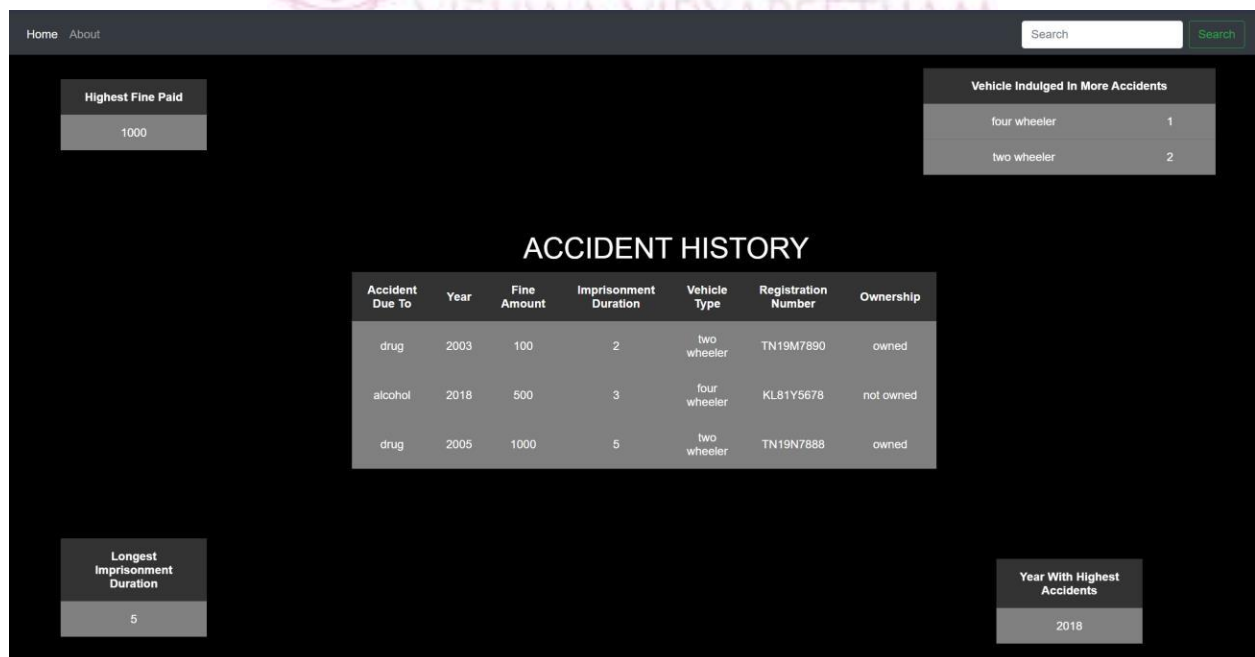 Home About Search Search
Highest Fine Paid
1000
Vehicle Indulged In More Accidents
four wheeler 1
two wheeler 2
ACCIDENT HISTORY
Accident Due To Year Fine Amount Imprisonment Duration Vehicle Type Registration Number Ownership
drug 2003 100 2 two wheeler TN19M7890 owned
alcohol 2018 500 3 four wheeler KL81Y5678 not owned
drug 2005 1000 5 two wheeler TN19N7888 owned
Longest
Imprisonment
Duration
5
Year With Highest
Accidents
2018